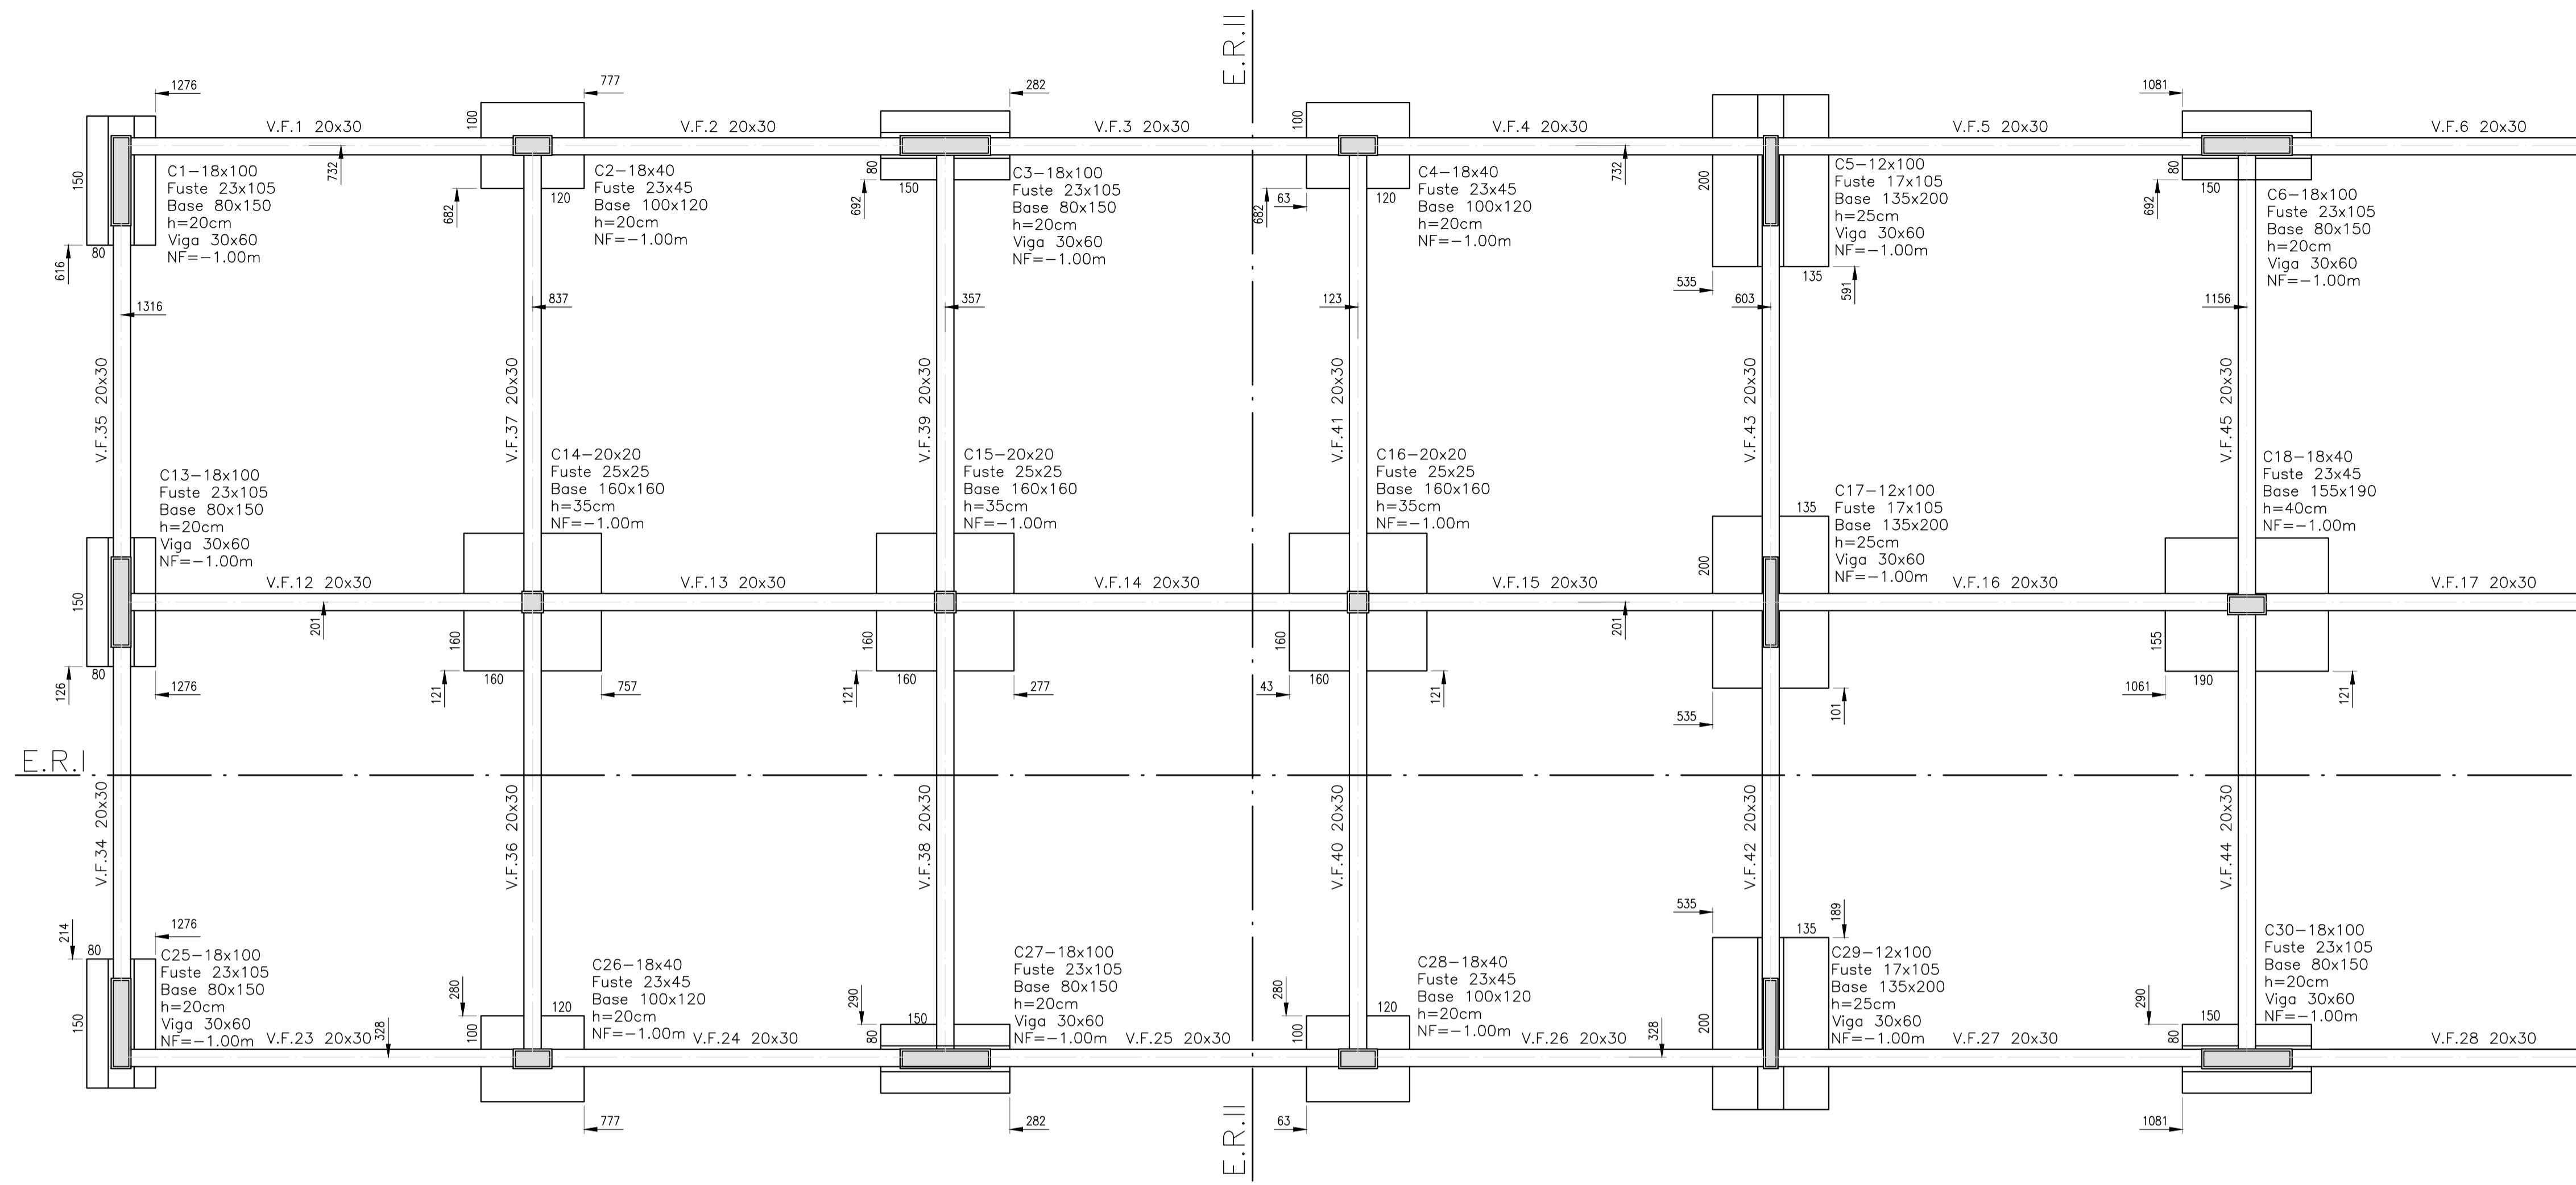 E.R.II
1276
777
282
1081
V.F.1 20x30
100
V.F.2 20x30
V.F.3 20x30
100
V.F.4 20x30
V.F.5 20x30
V.F.6 20x30
150
C1-18x100
Fuste 23x105
Base 80x150
h=20cm
Viga 30x60
NF=-1.00m
732
80
616
1316
682
120
C2-18x40
Fuste 23x45
Base 100x120
h=20cm
NF=-1.00m
837
80
150
692
C3-18x100
Fuste 23x105
Base 80x150
h=20cm
Viga 30x60
NF=-1.00m
357
682
63
120
C4-18x40
Fuste 23x45
Base 100x120
h=20cm
NF=-1.00m
123
732
200
C5-12x100
Fuste 17x105
Base 135x200
h=25cm
Viga 30x60
NF=-1.00m
135
535
591
603
80
150
692
C6-18x100
Fuste 23x105
Base 80x150
h=20cm
Viga 30x60
NF=-1.00m
1156
V.F.35 20x30
V.F.37 20x30
V.F.39 20x30
V.F.41 20x30
V.F.43 20x30
V.F.45 20x30
C13-18x100
Fuste 23x105
Base 80x150
h=20cm
Viga 30x60
NF=-1.00m
C14-20x20
Fuste 25x25
Base 160x160
h=35cm
NF=-1.00m
C15-20x20
Fuste 25x25
Base 160x160
h=35cm
NF=-1.00m
C16-20x20
Fuste 25x25
Base 160x160
h=35cm
NF=-1.00m
135
C17-12x100
Fuste 17x105
Base 135x200
h=25cm
Viga 30x60
NF=-1.00m
C18-18x40
Fuste 23x45
Base 155x190
h=40cm
NF=-1.00m
150
V.F.12 20x30
V.F.13 20x30
V.F.14 20x30
V.F.15 20x30
200
V.F.16 20x30
V.F.17 20x30
201
80
126
1276
160
160
121
757
160
160
121
277
160
160
43
121
201
535
101
155
190
1061
121
E.R.I
V.F.34 20x30
V.F.36 20x30
V.F.38 20x30
V.F.40 20x30
V.F.42 20x30
V.F.44 20x30
214
80
1276
150
C25-18x100
Fuste 23x105
Base 80x150
h=20cm
Viga 30x60
NF=-1.00m
V.F.23 20x30
328
280
120
100
C26-18x40
Fuste 23x45
Base 100x120
h=20cm
NF=-1.00m
V.F.24 20x30
290
150
80
C27-18x100
Fuste 23x105
Base 80x150
h=20cm
Viga 30x60
NF=-1.00m
V.F.25 20x30
280
120
100
C28-18x40
Fuste 23x45
Base 100x120
h=20cm
NF=-1.00m
V.F.26 20x30
328
535
189
135
200
C29-12x100
Fuste 17x105
Base 135x200
h=25cm
Viga 30x60
NF=-1.00m
V.F.27 20x30
290
150
80
C30-18x100
Fuste 23x105
Base 80x150
h=20cm
Viga 30x60
NF=-1.00m
V.F.28 20x30
777
282
63
1081
E.R.II